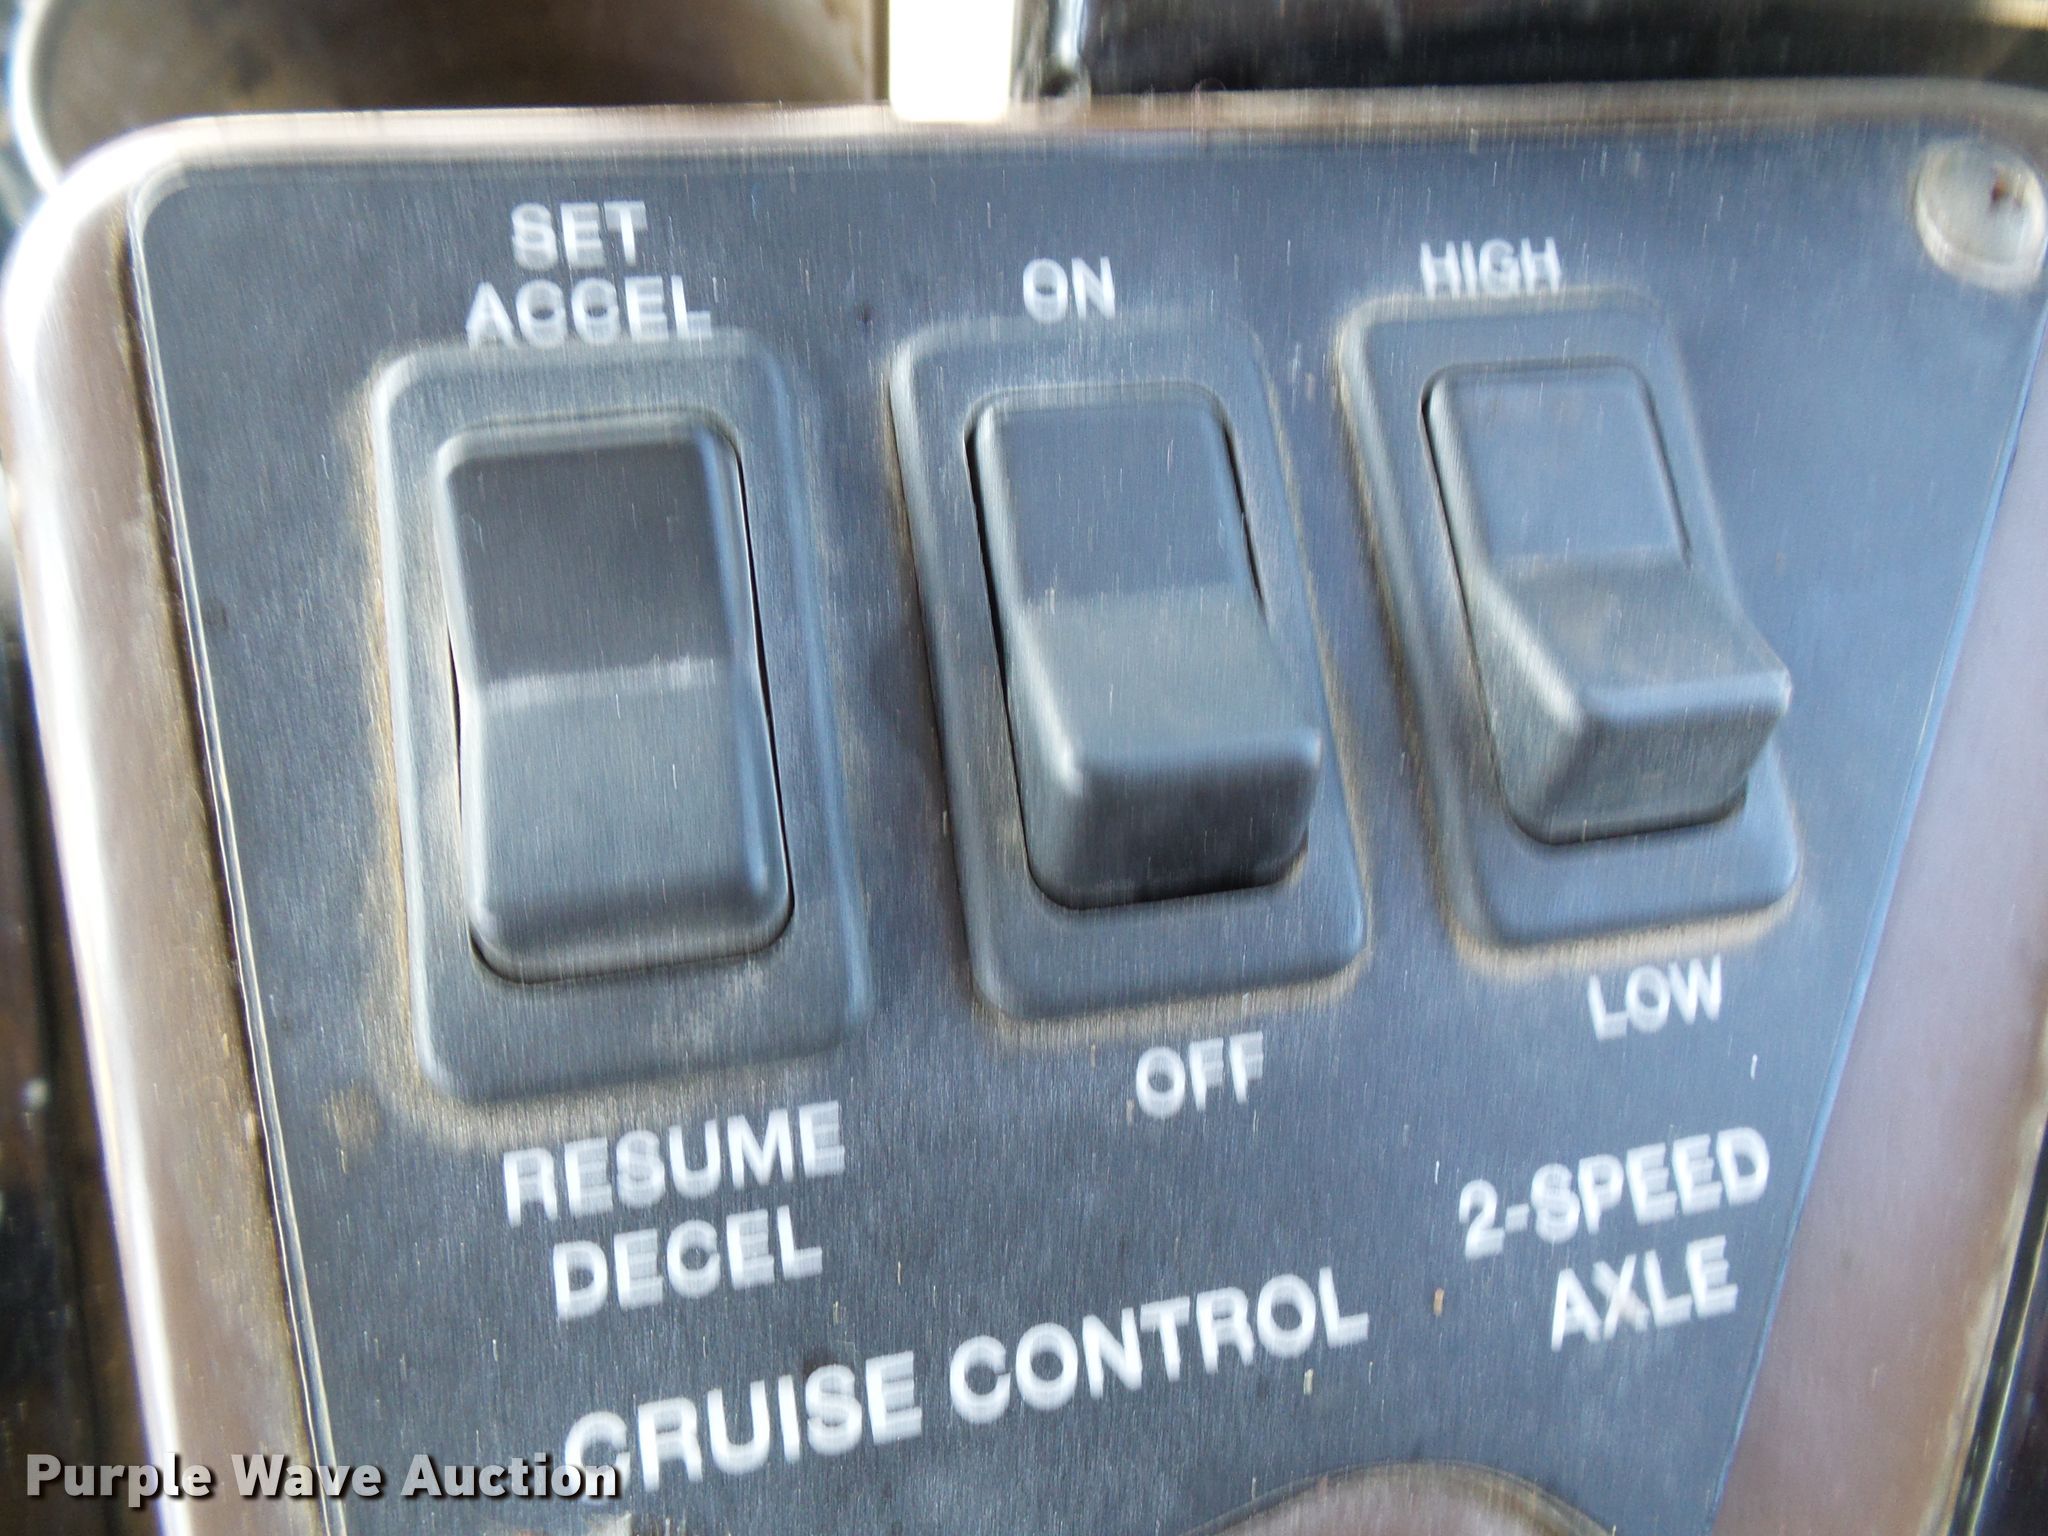 SET
ACCEL
ON
HIGH
LOW
OFF
RESUME
DECEL
2-SPEED
AXLE
CRUISE CONTROL
Purple Wave Auction